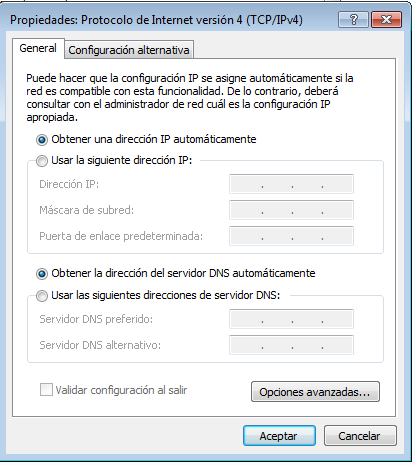 Propiedades: Protocolo de Internet versión 4 (TCP/IPv4)
General
Configuración alternativa
Puede hacer que la configuración IP se asigne automáticamente si la
red es compatible con esta funcionalidad. De lo contrario, deberá
consultar con el administrador de red cuál es la configuración IP
apropiada.
Obtener una dirección IP automáticamente
Usar la siguiente dirección IP:
Dirección IP:
Máscara de subred:
Puerta de enlace predeterminada:
Obtener la dirección del servidor DNS automáticamente
Usar las siguientes direcciones de servidor DNS:
Servidor DNS preferido:
Servidor DNS alternativo:
Validar configuración al salir
Opciones avanzadas...
Aceptar
Cancelar